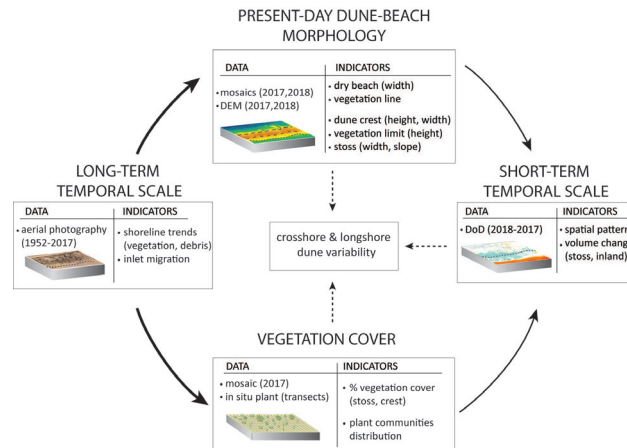 PRESENT-DAY DUNE-BEACH
MORPHOLOGY
DATA
• mosaics (2017,2018)
• DEM (2017,2018)
INDICATORS
• dry beach (width)
• vegetation line
• dune crest (height, width)
• vegetation limit (height)
• stoss (width, slope)
LONG-TERM
TEMPORAL SCALE
DATA
• aerial photography
(1952-2017)
INDICATORS
• shoreline trends
(vegetation, debris)
• inlet migration
crosshore & longshore
dune variability
SHORT-TERM
TEMPORAL SCALE
DATA
• DoD (2018-2017)
INDICATORS
• spatial pattern
• volume chang
(stoss, inland)
VEGETATION COVER
DATA
• mosaic (2017)
• in situ plant (transects)
INDICATORS
• % vegetation cover
(stoss, crest)
• plant communities
distribution